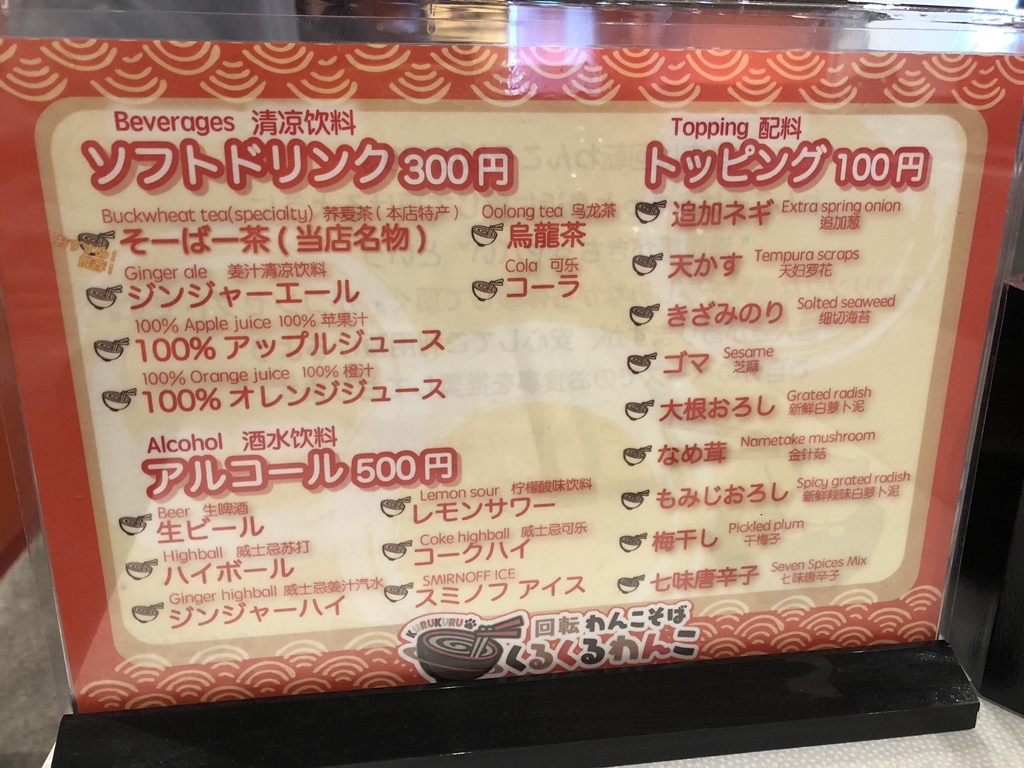 Beverages 清凉饮料
ソフトドリンク 300円
Buckwheat tea(specialty) 荞麦茶(本店特产)
そーばー茶(当店名物)
Oolong tea 乌龙茶
烏龍茶
Ginger ale 姜汁清凉饮料
ジンジャーエール
Cola 可乐
コーラ
100% Apple juice 100% 苹果汁
100% アップルジュース
100% Orange juice 100% 橙汁
100% オレンジジュース
Alcohol 酒水饮料
アルコール 500円
Beer 生啤酒
生ビール
Lemon sour 柠檬酸味饮料
レモンサワー
Highball 威士忌苏打
ハイボール
Coke highball 威士忌可乐
コークハイ
Ginger highball 威士忌姜汁汽水
ジンジャーハイ
SMIRNOFF ICE
スミノフ アイス
Topping 配料
トッピング 100円
追加ネギ Extra spring onion
追加葱
天かす Tempura scraps
天妇萝花
きざみのり Solted seaweed
细切海苔
ゴマ Sesame
芝麻
大根おろし Grated radish
新鲜白萝卜泥
なめ茸 Nametake mushroom
金针菇
もみじおろし Spicy grated radish
新鲜辣味白萝卜泥
梅干し Pickled plum
干梅子
七味唐辛子 Seven Spices Mix
七味唐辛子
KURUKURU
回転 わんこそば
くるくるわんこ